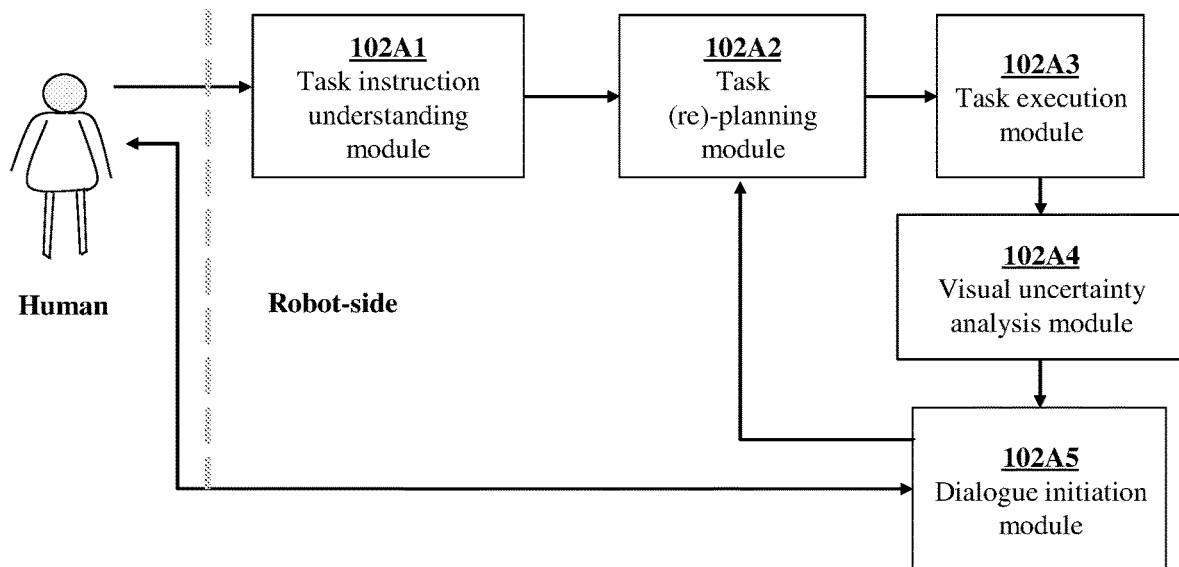 102A1
Task instruction
understanding
module
102A2
Task
(re)-planning
module
102A3
Task execution
module
102A4
Visual uncertainty
analysis module
Human
Robot-side
102A5
Dialogue initiation
module